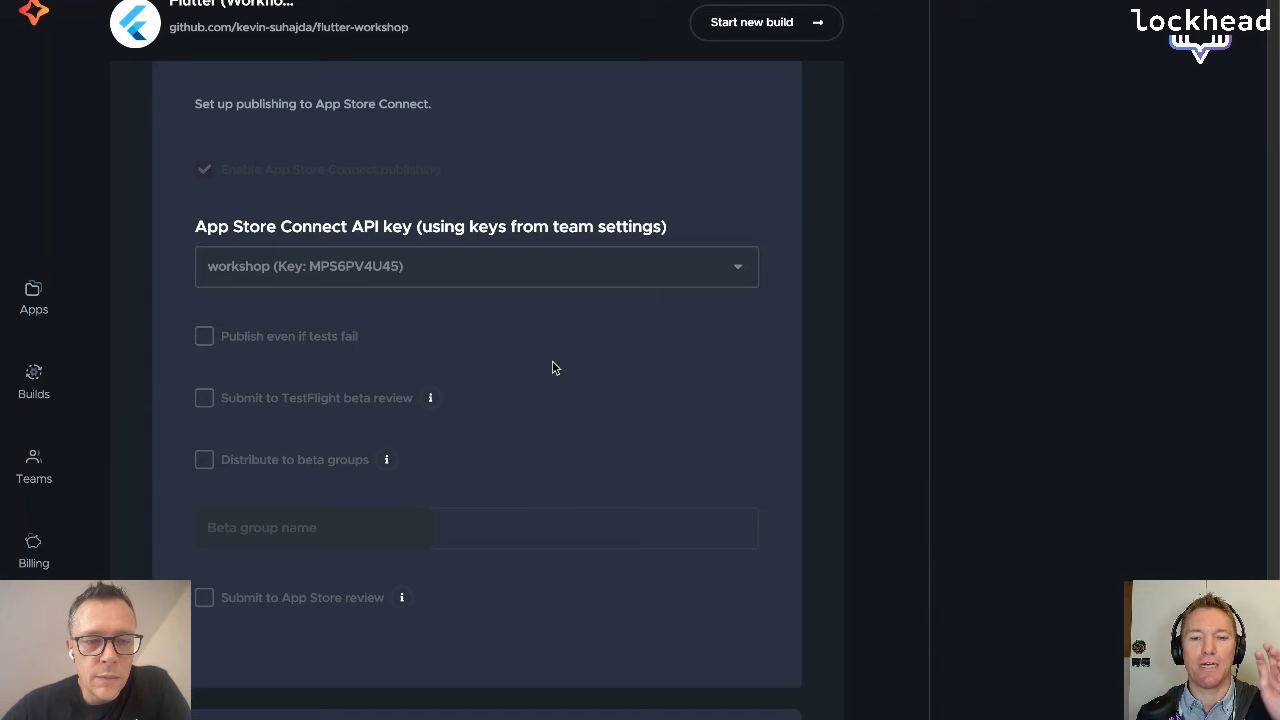 Flutter (Workflo...
github.com/kevin-suhajda/flutter-workshop
Start new build
lockhead
Set up publishing to App Store Connect.
Enable App Store Connect publishing
App Store Connect API key (using keys from team settings)
workshop (Key: MPS6PV4U45)
Apps
Publish even if tests fail
Builds
Submit to TestFlight beta review
Distribute to beta groups
Teams
Beta group name
Billing
Submit to App Store review